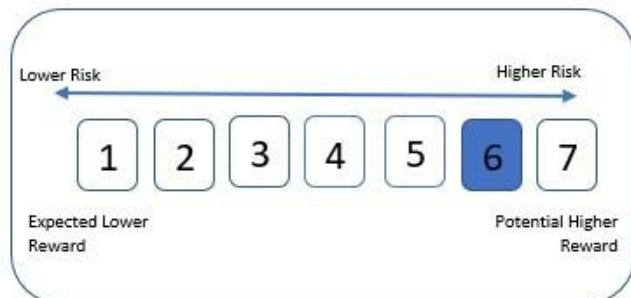 Lower Risk Higher Risk
1 2 3 4 5 6 7
Expected Lower Potential Higher
Reward Reward